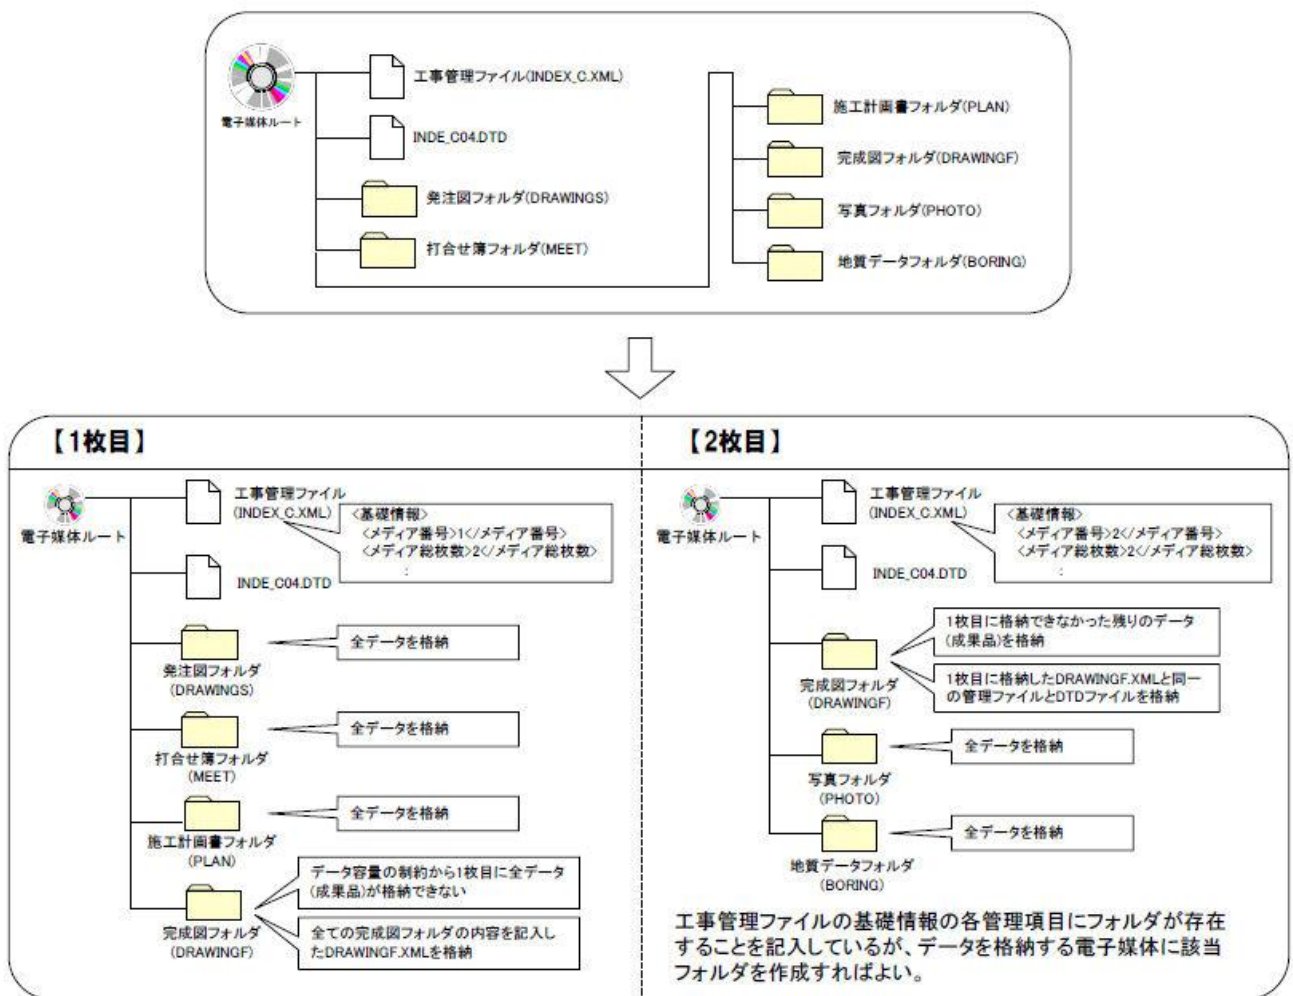 工事管理ファイル(INDEX_C.XML)
電子媒体ルート
INDE_C04.DTD
発注図フォルダ(DRAWINGS)
打合せ簿フォルダ(MEET)
施工計画書フォルダ(PLAN)
完成図フォルダ(DRAWINGF)
写真フォルダ(PHOTO)
地質データフォルダ(BORING)
【1枚目】
工事管理ファイル
(INDEX_C.XML)
<基礎情報>
<メディア番号>1</メディア番号>
<メディア総枚数>2</メディア総枚数>
:
電子媒体ルート
INDE_C04.DTD
発注図フォルダ
(DRAWINGS)
全データを格納
打合せ簿フォルダ
(MEET)
全データを格納
施工計画書フォルダ
(PLAN)
全データを格納
完成図フォルダ
(DRAWINGF)
データ容量の制約から1枚目に全データ
(成果品)が格納できない
全ての完成図フォルダの内容を記入し
たDRAWINGF.XMLを格納
【2枚目】
工事管理ファイル
(INDEX_C.XML)
<基礎情報>
<メディア番号>2</メディア番号>
<メディア総枚数>2</メディア総枚数>
:
電子媒体ルート
INDE_C04.DTD
完成図フォルダ
(DRAWINGF)
1枚目に格納できなかった残りのデータ
(成果品)を格納
1枚目に格納したDRAWINGF.XMLと同一
の管理ファイルとDTDファイルを格納
写真フォルダ
(PHOTO)
全データを格納
地質データフォルダ
(BORING)
全データを格納
工事管理ファイルの基礎情報の各管理項目にフォルダが存在
することを記入しているが、データを格納する電子媒体に該当
フォルダを作成すればよい。